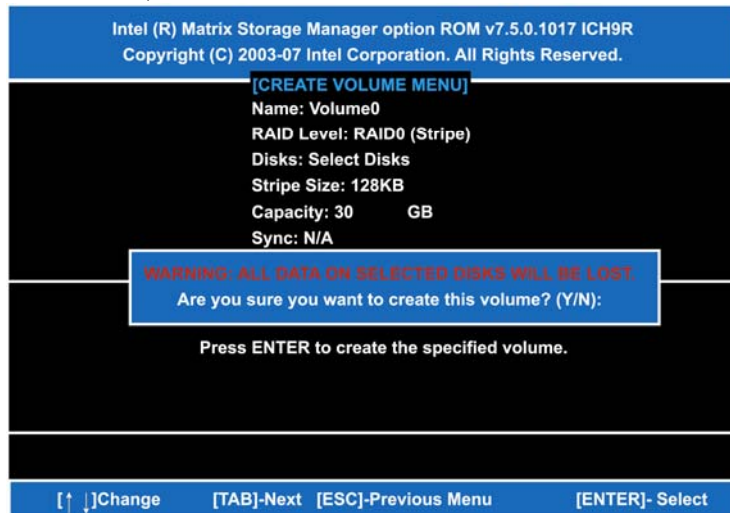 Intel (R) Matrix Storage Manager option ROM v7.5.0.1017 ICH9R
Copyright (C) 2003-07 Intel Corporation. All Rights Reserved.
[CREATE VOLUME MENU]
Name: Volume0
RAID Level: RAID0 (Stripe)
Disks: Select Disks
Stripe Size: 128KB
Capacity: 30 GB
Sync: N/A
WARNING: ALL DATA ON SELECTED DISKS WILL BE LOST.
Are you sure you want to create this volume? (Y/N):
Press ENTER to create the specified volume.
[↑ ↓]Change [TAB]-Next [ESC]-Previous Menu [ENTER]- Select